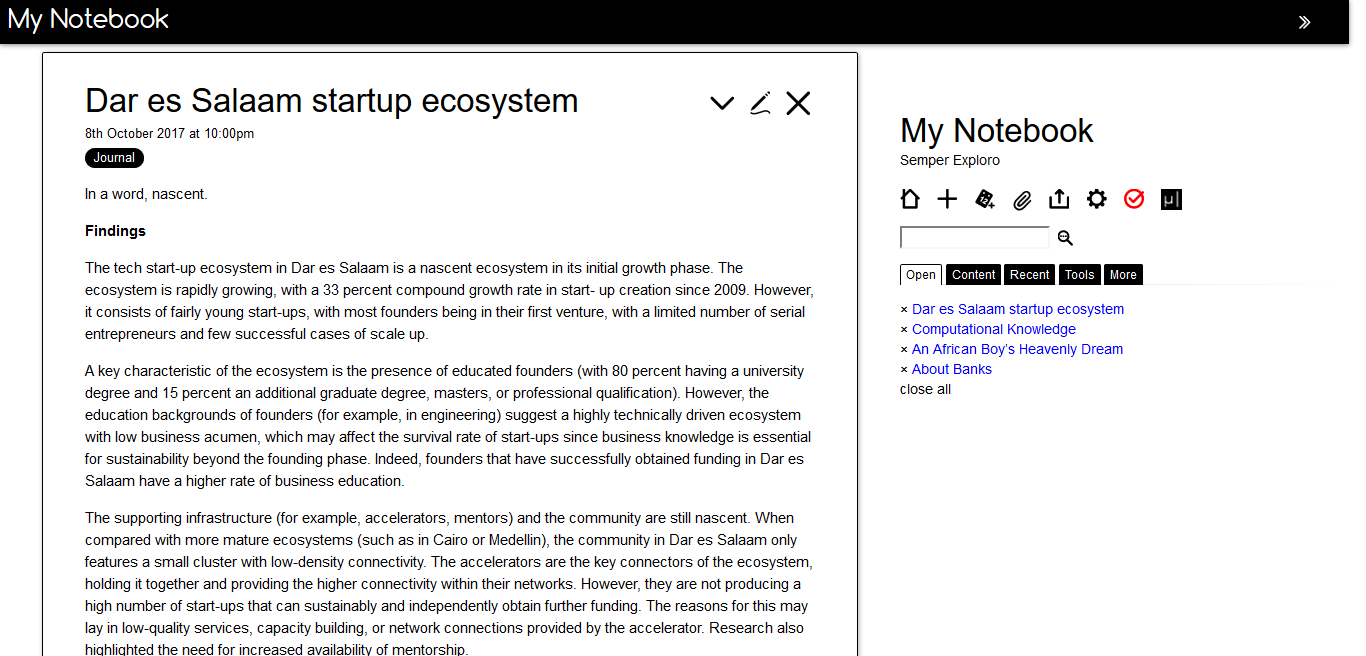 My Notebook
Dar es Salaam startup ecosystem
8th October 2017 at 10:00pm
Journal
In a word, nascent.
Findings
The tech start-up ecosystem in Dar es Salaam is a nascent ecosystem in its initial growth phase. The
ecosystem is rapidly growing, with a 33 percent compound growth rate in start- up creation since 2009. However,
it consists of fairly young start-ups, with most founders being in their first venture, with a limited number of serial
entrepreneurs and few successful cases of scale up.
A key characteristic of the ecosystem is the presence of educated founders (with 80 percent having a university
degree and 15 percent an additional graduate degree, masters, or professional qualification). However, the
education backgrounds of founders (for example, in engineering) suggest a highly technically driven ecosystem
with low business acumen, which may affect the survival rate of start-ups since business knowledge is essential
for sustainability beyond the founding phase. Indeed, founders that have successfully obtained funding in Dar es
Salaam have a higher rate of business education.
The supporting infrastructure (for example, accelerators, mentors) and the community are still nascent. When
compared with more mature ecosystems (such as in Cairo or Medellin), the community in Dar es Salaam only
features a small cluster with low-density connectivity. The accelerators are the key connectors of the ecosystem,
holding it together and providing the higher connectivity within their networks. However, they are not producing a
high number of start-ups that can sustainably and independently obtain further funding. The reasons for this may
lay in low-quality services, capacity building, or network connections provided by the accelerator. Research also
highlighted the need for increased availability of mentorship.
My Notebook
Semper Exploro
µl
Open Content Recent Tools More
× Dar es Salaam startup ecosystem
× Computational Knowledge
× An African Boy's Heavenly Dream
× About Banks
close all